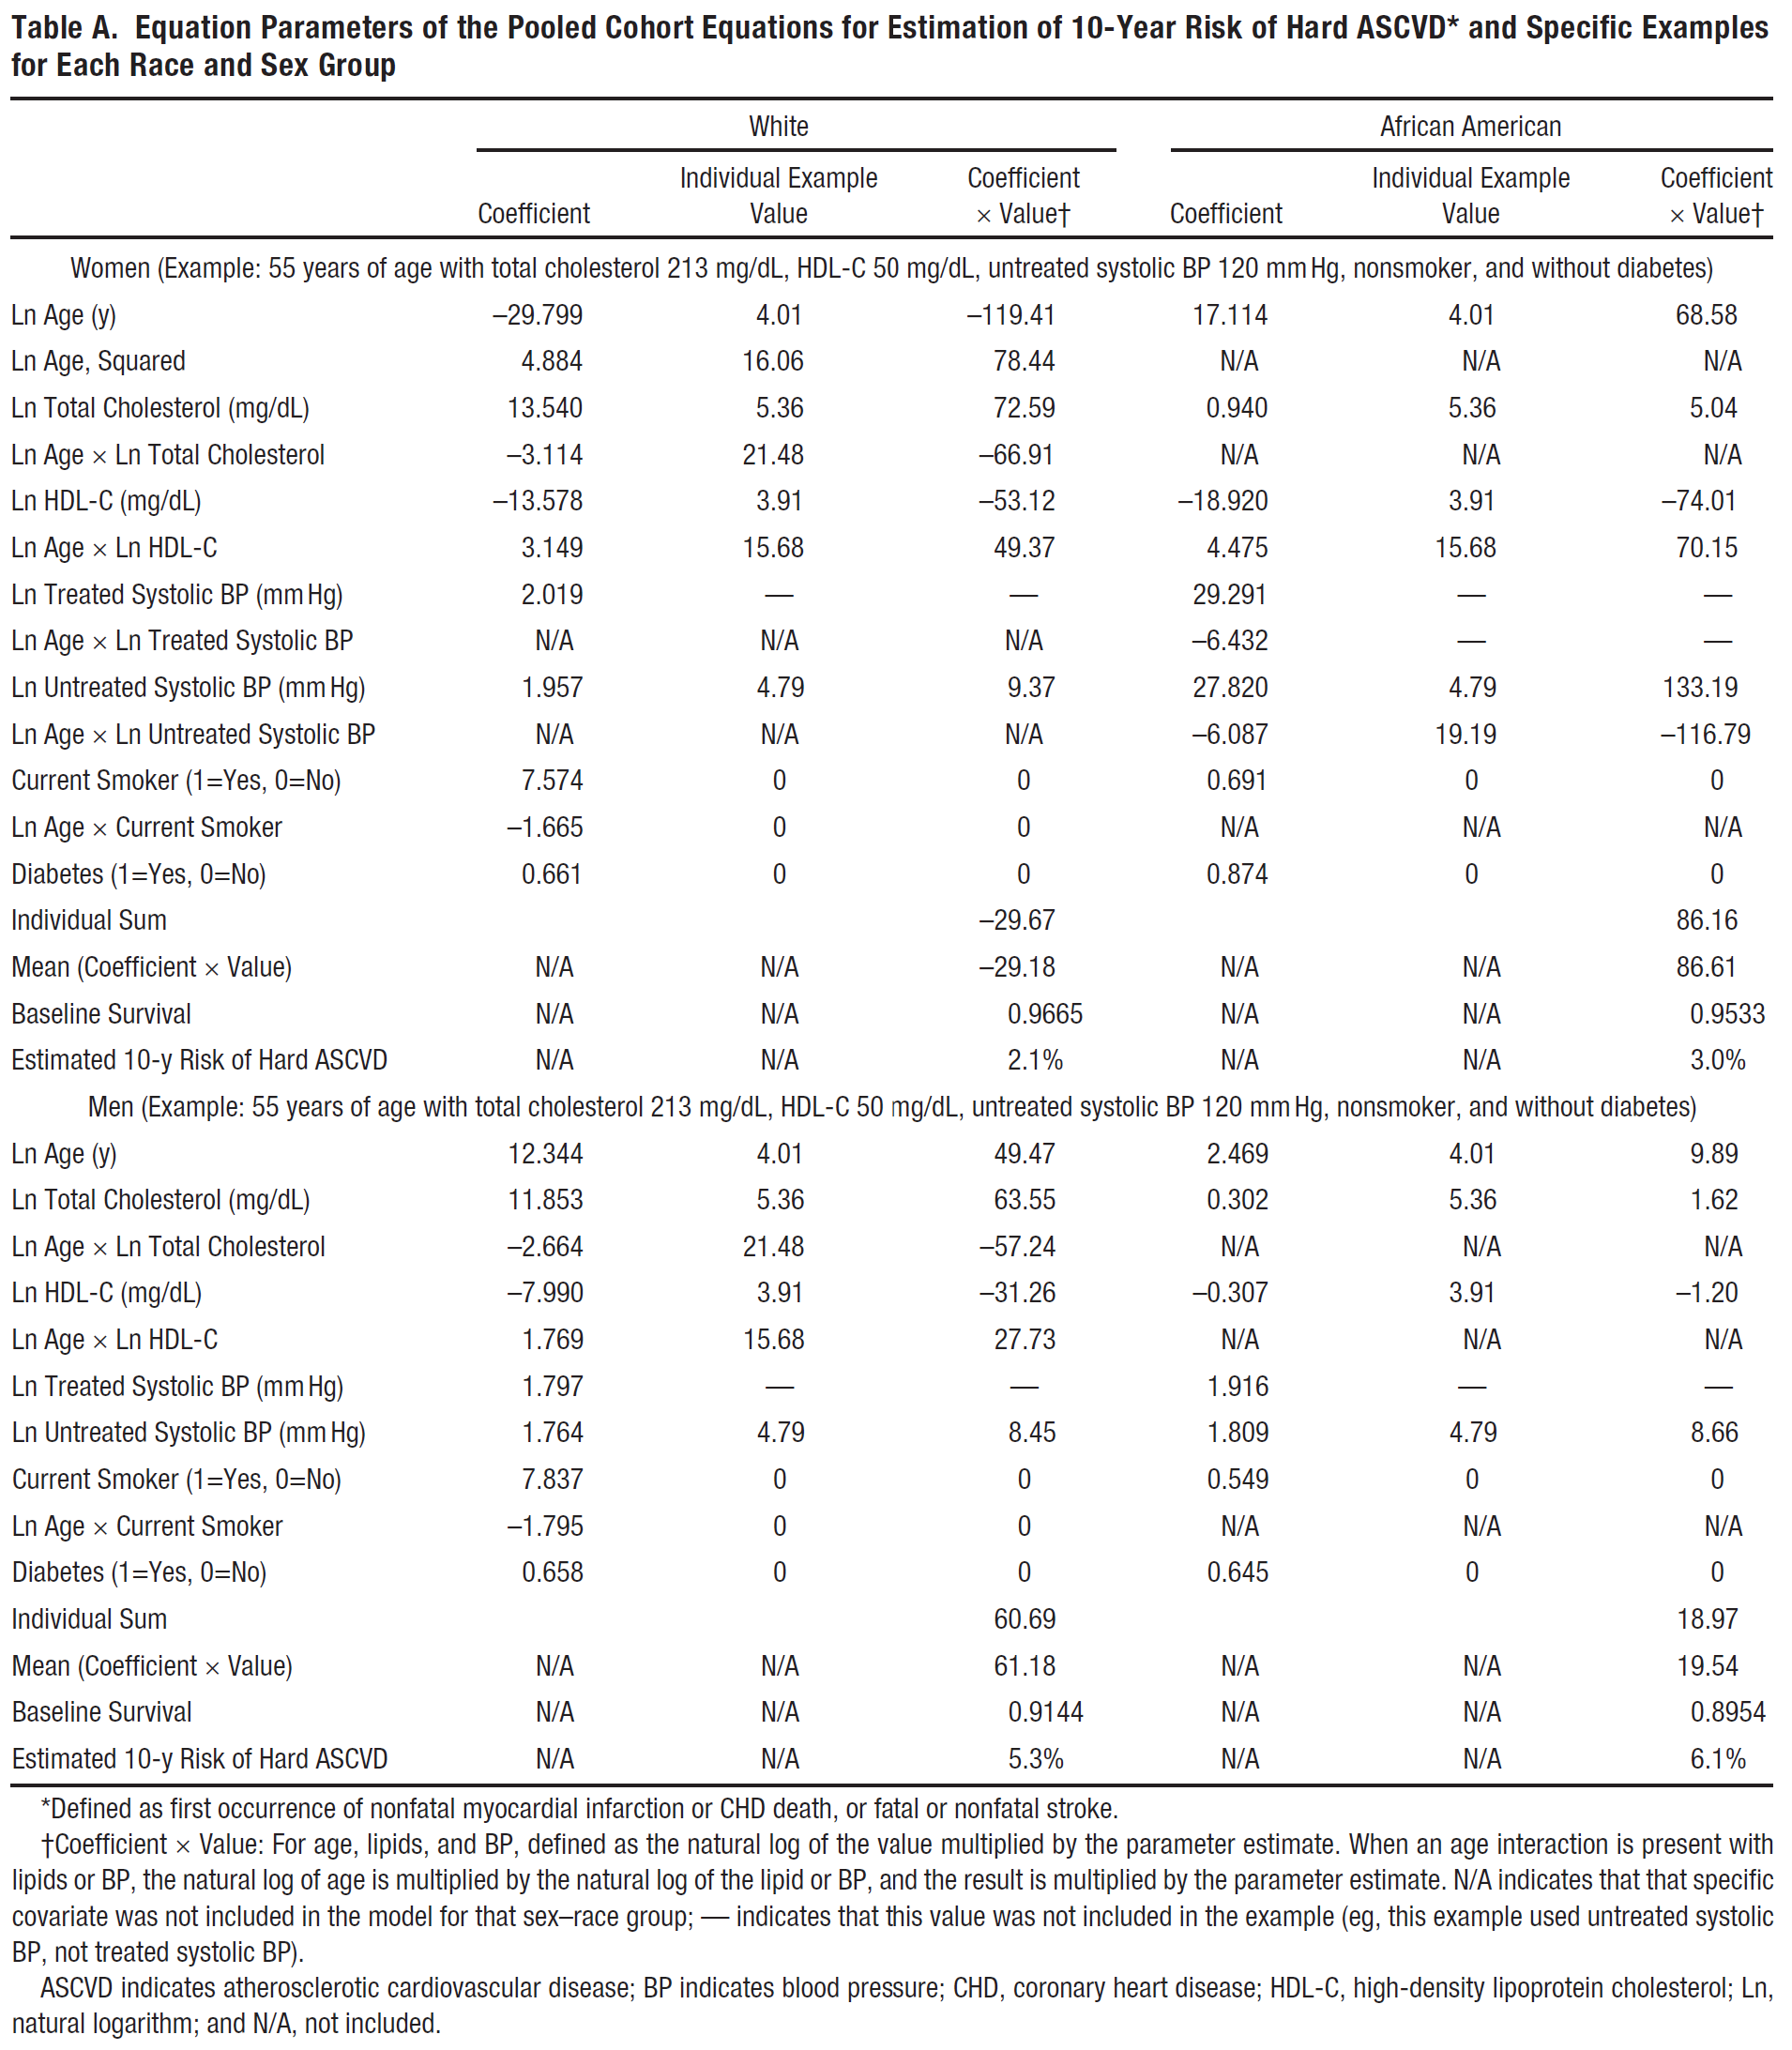 Table A. Equation Parameters of the Pooled Cohort Equations for Estimation of 10-Year Risk of Hard ASCVD* and Specific Examples
for Each Race and Sex Group
White African American
Individual Example Coefficient Individual Example Coefficient
Coefficient Value × Value† Coefficient Value × Value†
Women (Example: 55 years of age with total cholesterol 213 mg/dL, HDL-C 50 mg/dL, untreated systolic BP 120 mm Hg, nonsmoker, and without diabetes)
Ln Age (y) –29.799 4.01 –119.41 17.114 4.01 68.58
Ln Age, Squared 4.884 16.06 78.44 N/A N/A N/A
Ln Total Cholesterol (mg/dL) 13.540 5.36 72.59 0.940 5.36 5.04
Ln Age × Ln Total Cholesterol –3.114 21.48 –66.91 N/A N/A N/A
Ln HDL-C (mg/dL) –13.578 3.91 –53.12 –18.920 3.91 –74.01
Ln Age × Ln HDL-C 3.149 15.68 49.37 4.475 15.68 70.15
Ln Treated Systolic BP (mm Hg) 2.019 — — 29.291 — —
Ln Age × Ln Treated Systolic BP N/A N/A N/A –6.432 — —
Ln Untreated Systolic BP (mm Hg) 1.957 4.79 9.37 27.820 4.79 133.19
Ln Age × Ln Untreated Systolic BP N/A N/A N/A –6.087 19.19 –116.79
Current Smoker (1=Yes, 0=No) 7.574 0 0 0.691 0 0
Ln Age × Current Smoker –1.665 0 0 N/A N/A N/A
Diabetes (1=Yes, 0=No) 0.661 0 0 0.874 0 0
Individual Sum –29.67 86.16
Mean (Coefficient × Value) N/A N/A –29.18 N/A N/A 86.61
Baseline Survival N/A N/A 0.9665 N/A N/A 0.9533
Estimated 10-y Risk of Hard ASCVD N/A N/A 2.1% N/A N/A 3.0%
Men (Example: 55 years of age with total cholesterol 213 mg/dL, HDL-C 50 mg/dL, untreated systolic BP 120 mm Hg, nonsmoker, and without diabetes)
Ln Age (y) 12.344 4.01 49.47 2.469 4.01 9.89
Ln Total Cholesterol (mg/dL) 11.853 5.36 63.55 0.302 5.36 1.62
Ln Age × Ln Total Cholesterol –2.664 21.48 –57.24 N/A N/A N/A
Ln HDL-C (mg/dL) –7.990 3.91 –31.26 –0.307 3.91 –1.20
Ln Age × Ln HDL-C 1.769 15.68 27.73 N/A N/A N/A
Ln Treated Systolic BP (mm Hg) 1.797 — — 1.916 — —
Ln Untreated Systolic BP (mm Hg) 1.764 4.79 8.45 1.809 4.79 8.66
Current Smoker (1=Yes, 0=No) 7.837 0 0 0.549 0 0
Ln Age × Current Smoker –1.795 0 0 N/A N/A N/A
Diabetes (1=Yes, 0=No) 0.658 0 0 0.645 0 0
Individual Sum 60.69 18.97
Mean (Coefficient × Value) N/A N/A 61.18 N/A N/A 19.54
Baseline Survival N/A N/A 0.9144 N/A N/A 0.8954
Estimated 10-y Risk of Hard ASCVD N/A N/A 5.3% N/A N/A 6.1%
*Defined as first occurrence of nonfatal myocardial infarction or CHD death, or fatal or nonfatal stroke.
†Coefficient × Value: For age, lipids, and BP, defined as the natural log of the value multiplied by the parameter estimate. When an age interaction is present with
lipids or BP, the natural log of age is multiplied by the natural log of the lipid or BP, and the result is multiplied by the parameter estimate. N/A indicates that that specific
covariate was not included in the model for that sex–race group; — indicates that this value was not included in the example (eg, this example used untreated systolic
BP, not treated systolic BP).
ASCVD indicates atherosclerotic cardiovascular disease; BP indicates blood pressure; CHD, coronary heart disease; HDL-C, high-density lipoprotein cholesterol; Ln,
natural logarithm; and N/A, not included.